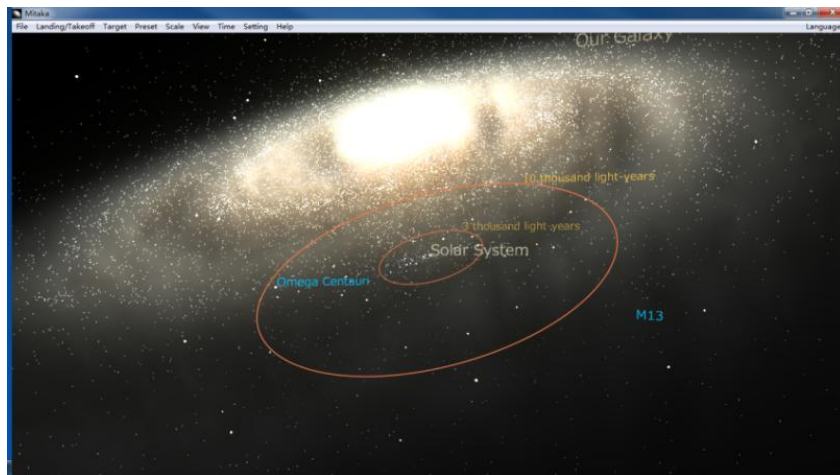 Mitaka
File Landing/Takeoff Target Preset Scale View Time Setting Help Language
Our Galaxy
10 thousand light-years
3 thousand light-years
Solar System
Omega Centauri
M13